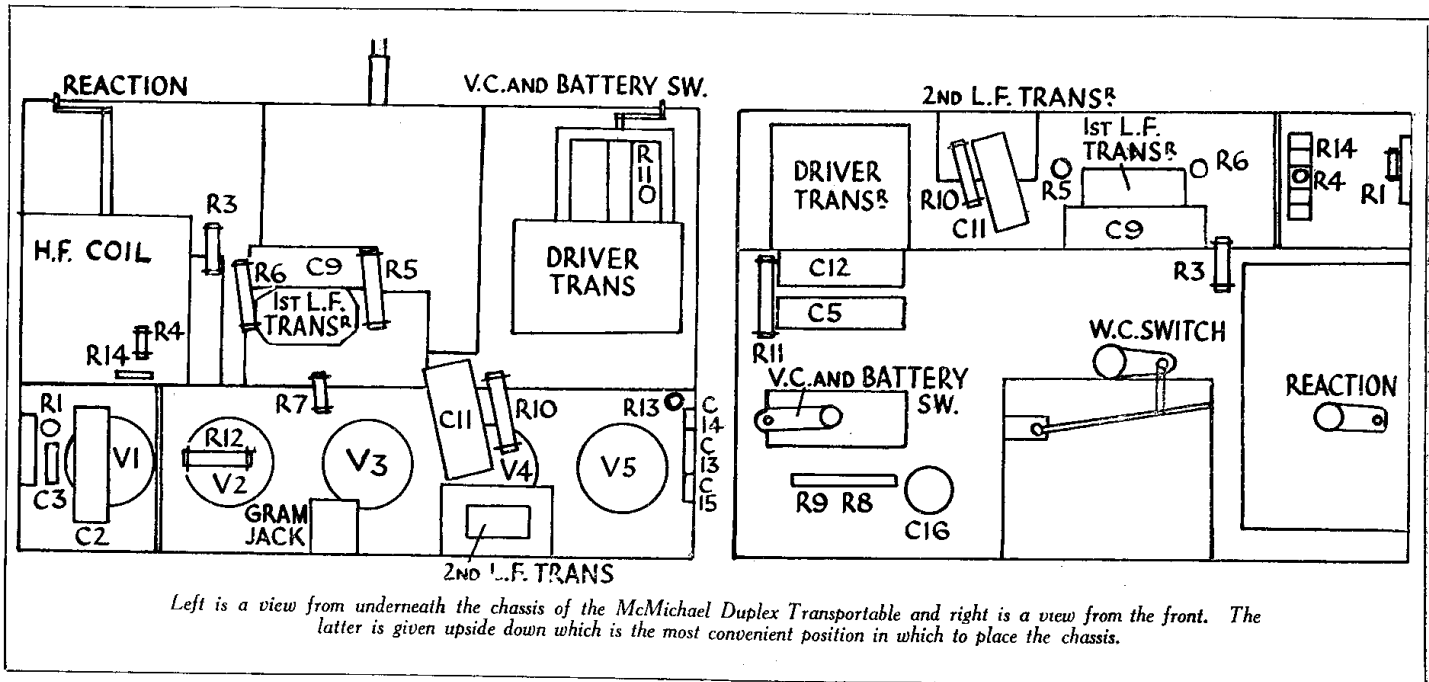 REACTION
V.C. AND BATTERY SW.
R
11
0
R3
H.F. COIL
R6
C9
R5
1ST L.F.
TRANSR
DRIVER
TRANS
R4
R14
R7
C11
R10
R13
C
14
C
13
C
15
R1
V1
C3
C2
R12
V2
V3
V4
V5
GRAM
JACK
2ND L.F. TRANS
2ND L.F. TRANSR
DRIVER
TRANSR
R10
C11
R5
1ST L.F.
TRANSR
R6
C9
R14
R4
R1
R3
C12
C5
R11
W.C. SWITCH
V.C. AND BATTERY
SW.
REACTION
R9 R8
C16
Left is a view from underneath the chassis of the McMichael Duplex Transportable and right is a view from the front. The
latter is given upside down which is the most convenient position in which to place the chassis.